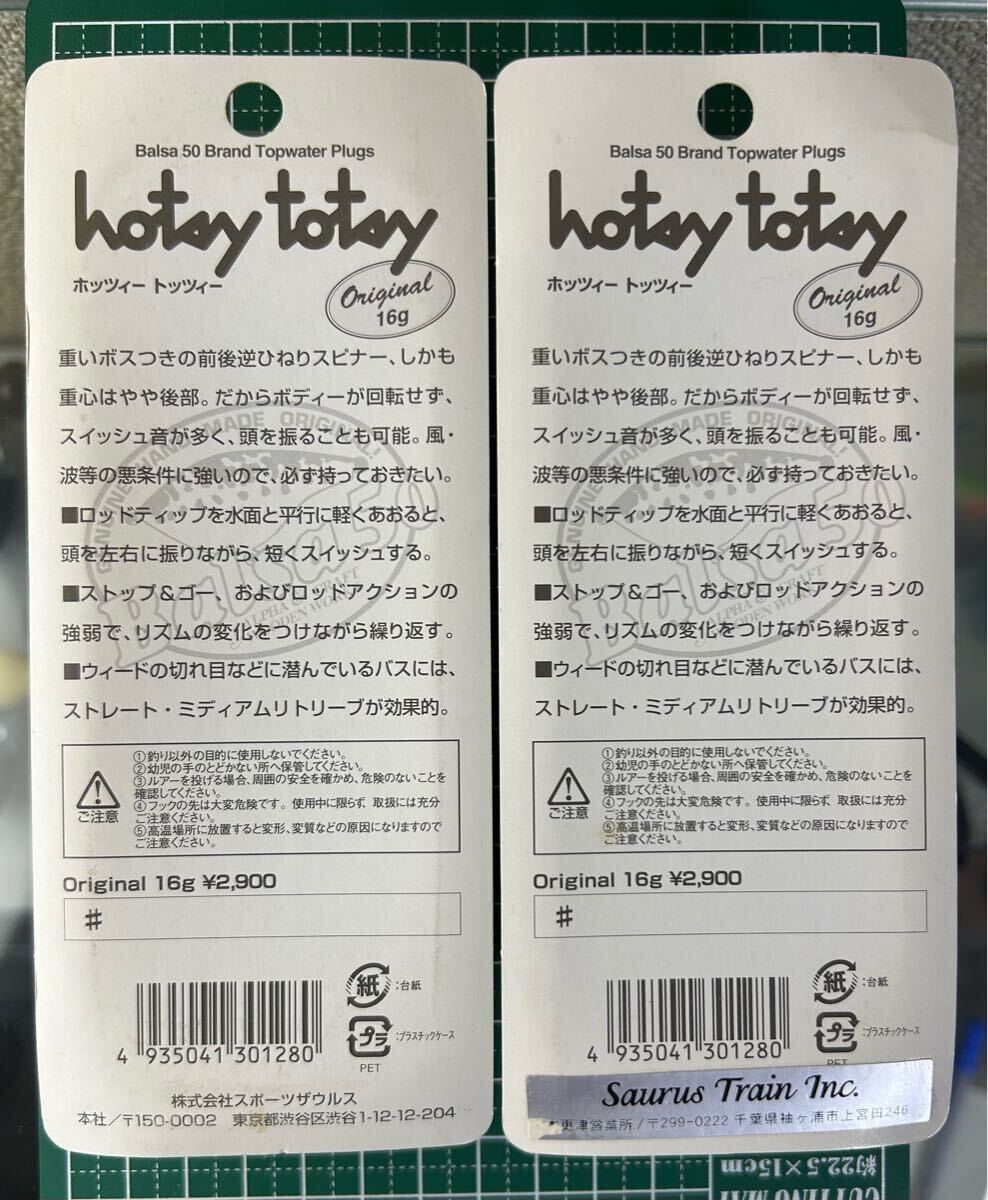 Balsa 50 Brand Topwater Plugs
hotsy totsy
ホッツィー トッツィー
Original
16g
重いボスつきの前後逆ひねりスピナー、しかも
重心はやや後部。だからボディーが回転せず、
スイッシュ音が多く、頭を振ることも可能。風・
波等の悪条件に強いので、必ず持っておきたい。
■ロッドティップを水面と平行に軽くあおると、
頭を左右に振りながら、短くスイッシュする。
■ストップ&ゴー、およびロッドアクションの
強弱で、リズムの変化をつけながら繰り返す。
■ウィードの切れ目などに潜んでいるバスには、
ストレート・ミディアムリトリーブが効果的。
GENUINE HANDMADE ORIGINAL!
Balsa50
ご注意
①釣り以外の目的に使用しないでください。
②幼児の手のとどかない所へ保管してください。
③ルアーを投げる場合、周囲の安全を確かめ、危険のないことを
確認してください。
④フックの先は大変危険です。使用中に限らず 取扱には充分
ご注意ください。
⑤高温場所に放置すると変形、変質などの原因になりますので
ご注意ください。
Original 16g ¥2,900
#
4 935041 301280
紙 :台紙
プラ :プラスチックケース
PET
株式会社スポーツザウルス
本社/〒150-0002 東京都渋谷区渋谷1-12-12-204
Balsa 50 Brand Topwater Plugs
hotsy totsy
ホッツィー トッツィー
Original
16g
重いボスつきの前後逆ひねりスピナー、しかも
重心はやや後部。だからボディーが回転せず、
スイッシュ音が多く、頭を振ることも可能。風・
波等の悪条件に強いので、必ず持っておきたい。
■ロッドティップを水面と平行に軽くあおると、
頭を左右に振りながら、短くスイッシュする。
■ストップ&ゴー、およびロッドアクションの
強弱で、リズムの変化をつけながら繰り返す。
■ウィードの切れ目などに潜んでいるバスには、
ストレート・ミディアムリトリーブが効果的。
GENUINE HANDMADE ORIGINAL!
Balsa50
ご注意
①釣り以外の目的に使用しないでください。
②幼児の手のとどかない所へ保管してください。
③ルアーを投げる場合、周囲の安全を確かめ、危険のないことを
確認してください。
④フックの先は大変危険です。使用中に限らず 取扱には充分
ご注意ください。
⑤高温場所に放置すると変形、変質などの原因になりますので
ご注意ください。
Original 16g ¥2,900
#
4 935041 301280
紙 :台紙
プラ :プラスチックケース
PET
Saurus Train Inc.
更津営業所/〒299-0222 千葉県袖ヶ浦市上宮田246
約22.5×15cm
CUTTING MAT